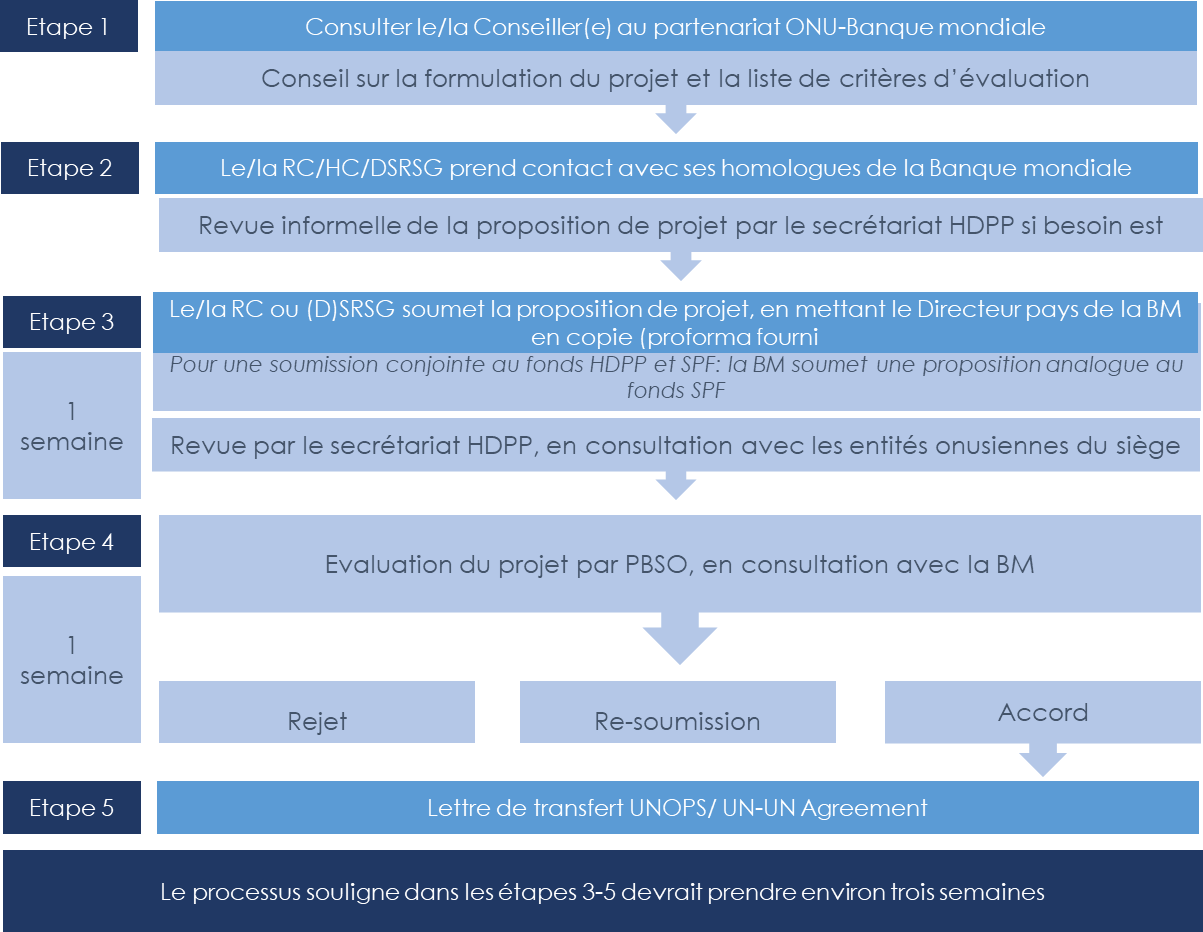 Etape 1
Consulter le/la Conseiller(e) au partenariat ONU-Banque mondiale
Conseil sur la formulation du projet et la liste de critères d’évaluation
Etape 2
Le/la RC/HC/DSRSG prend contact avec ses homologues de la Banque mondiale
Revue informelle de la proposition de projet par le secrétariat HDPP si besoin est
Etape 3
Le/la RC ou (D)SRSG soumet la proposition de projet, en mettant le Directeur pays de la BM
en copie (proforma fourni
Pour une soumission conjointe au fonds HDPP et SPF: la BM soumet une proposition analogue au
fonds SPF
1
semaine
Revue par le secrétariat HDPP, en consultation avec les entités onusiennes du siège
Etape 4
Evaluation du projet par PBSO, en consultation avec la BM
1
semaine
Rejet
Re-soumission
Accord
Etape 5
Lettre de transfert UNOPS/ UN-UN Agreement
Le processus souligne dans les étapes 3-5 devrait prendre environ trois semaines